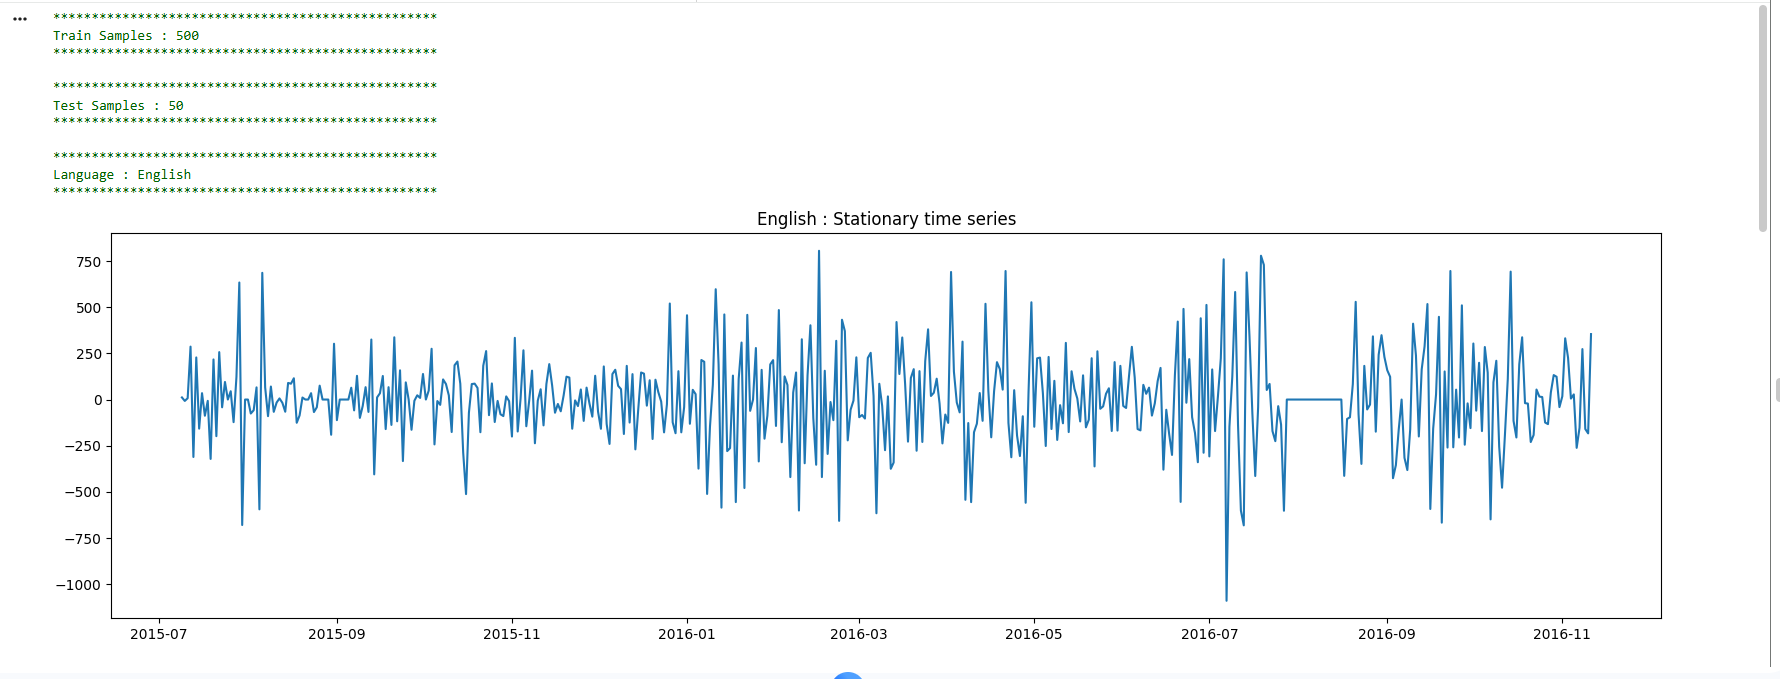 **************************************************
Train Samples : 500
**************************************************
**************************************************
Test Samples : 50
**************************************************
**************************************************
Language : English
**************************************************
English : Stationary time series
750
500
250
0
−250
−500
−750
−1000
2015-07 2015-09 2015-11 2016-01 2016-03 2016-05 2016-07 2016-09 2016-11